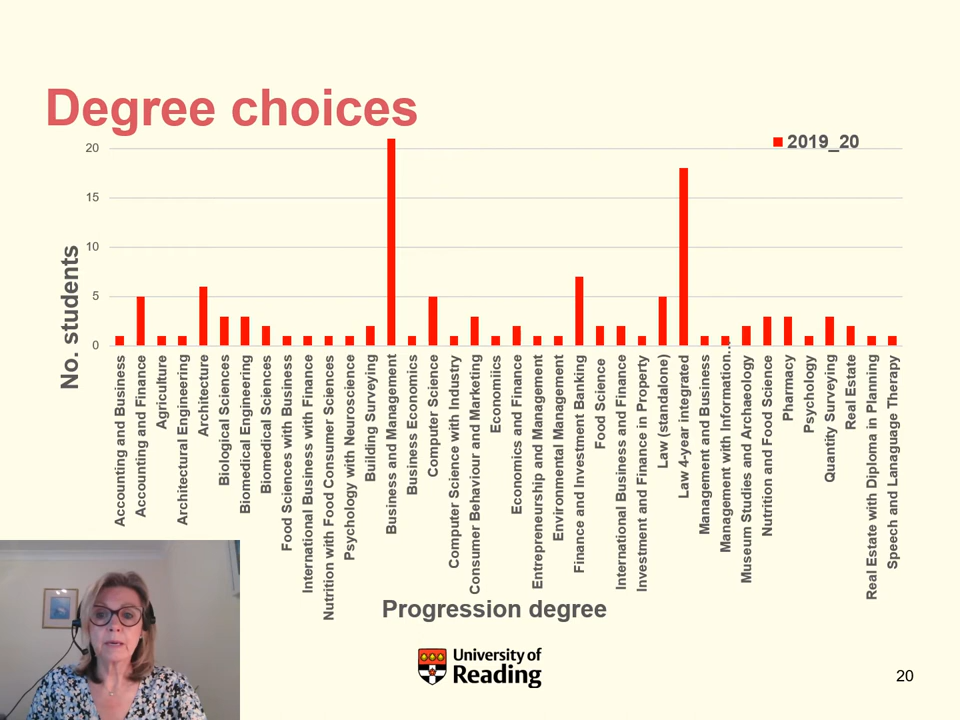 Degree choices
2019_20
20
15
10
5
0
No. students
Accounting and Business
Accounting and Finance
Agriculture
Architectural Engineering
Architecture
Biological Sciences
Biomedical Engineering
Biomedical Sciences
Food Sciences with Business
International Business with Finance
Nutrition with Food Consumer Sciences
Psychology with Neuroscience
Building Surveying
Business and Management
Business Economics
Computer Science
Computer Science with Industry
Consumer Behaviour and Marketing
Economiics
Economics and Finance
Entrepreneurship and Management
Environmental Management
Finance and Investment Banking
Food Science
International Business and Finance
Investment and Finance in Property
Law (standalone)
Law 4-year integrated
Management and Business
Management with Information...
Museum Studies and Archaeology
Nutrition and Food Science
Pharmacy
Psychology
Quantity Surveying
Real Estate
Real Estate with Diploma in Planning
Speech and Lanaguage Therapy
Progression degree
University of
Reading
20